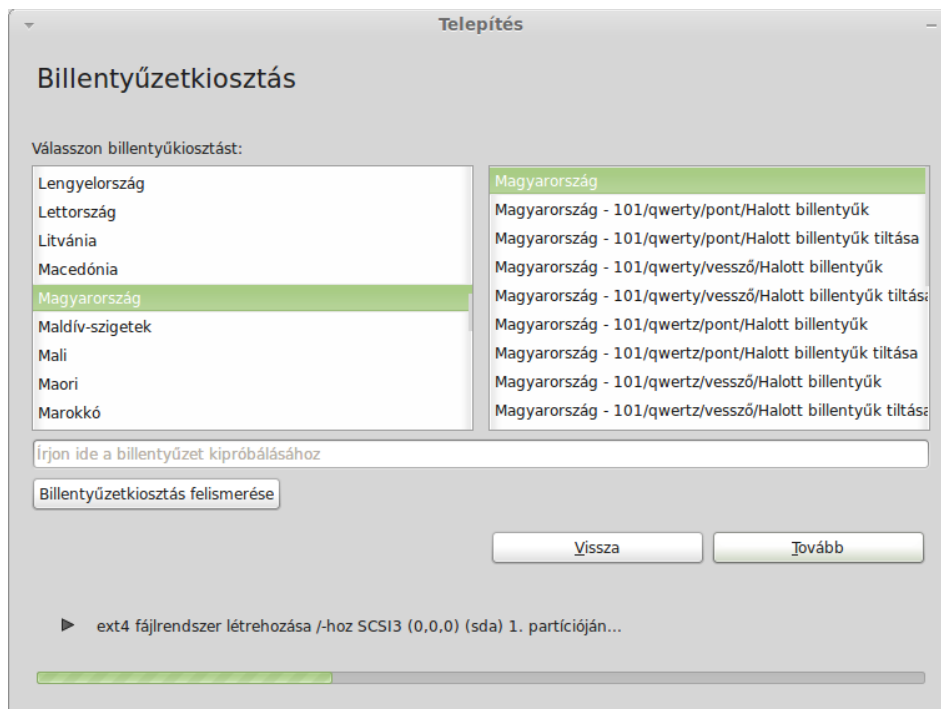 Telepítés
Billentyűzetkiosztás
Válasszon billentyűkiosztást:
Lengyelország
Lettország
Litvánia
Macedónia
Magyarország
Maldív-szigetek
Mali
Maori
Marokkó
Magyarország
Magyarország - 101/qwerty/pont/Halott billentyűk
Magyarország - 101/qwerty/pont/Halott billentyűk tiltása
Magyarország - 101/qwerty/vessző/Halott billentyűk
Magyarország - 101/qwerty/vessző/Halott billentyűk tiltása
Magyarország - 101/qwertz/pont/Halott billentyűk
Magyarország - 101/qwertz/pont/Halott billentyűk tiltása
Magyarország - 101/qwertz/vessző/Halott billentyűk
Magyarország - 101/qwertz/vessző/Halott billentyűk tiltása
Írjon ide a billentyűzet kipróbálásához
Billentyűzetkiosztás felismerése
Vissza
Tovább
ext4 fájlrendszer létrehozása /-hoz SCSI3 (0,0,0) (sda) 1. partícióján...